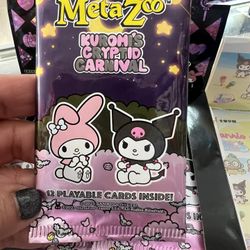 MetaZoo
KUROMI'S
CRYPTID
CARNIVAL
12 PLAYABLE CARDS INSIDE!